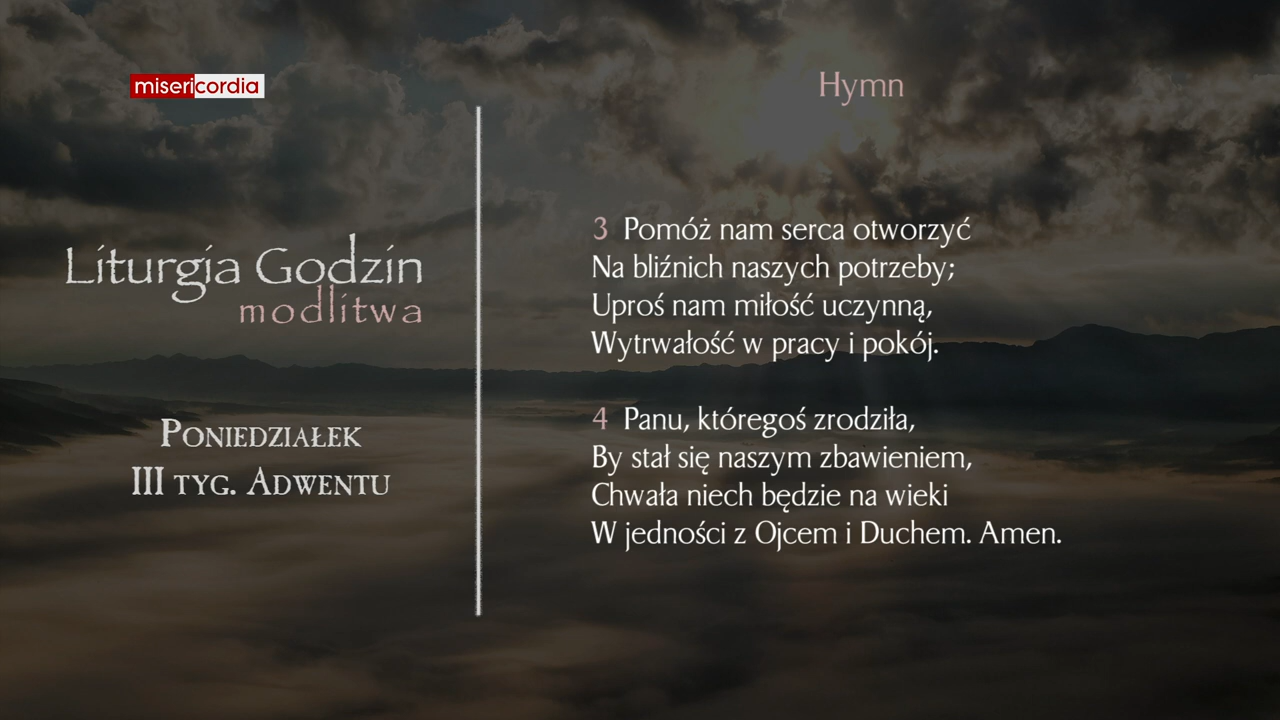 misericordia
Liturgia Godzin
modlitwa
Poniedziałek
III tyg. Adwentu
Hymn
3 Pomóż nam serca otworzyć
Na bliźnich naszych potrzeby;
Uproś nam miłość uczynną,
Wytrwałość w pracy i pokój.
4 Panu, któregoś zrodziła,
By stał się naszym zbawieniem,
Chwała niech będzie na wieki
W jedności z Ojcem i Duchem. Amen.